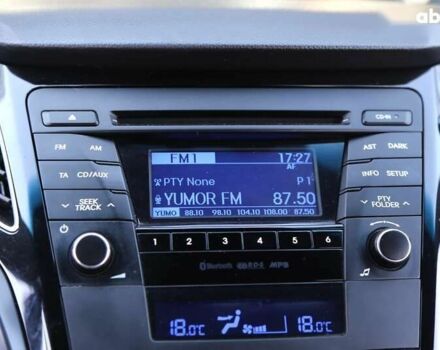 ab
FM1 17:27
AF
CD-IN
FM AM
AST DARK
PTY None P 1
TA CD/AUX
INFO SETUP
YUMOR FM 87.50
SEEK TRACK
PTY FOLDER
YUMO 88.10 98.10 104.10 108.00 87.50
1 2 3 4 5 6
Bluetooth MP3
18.0°C 18.0°C